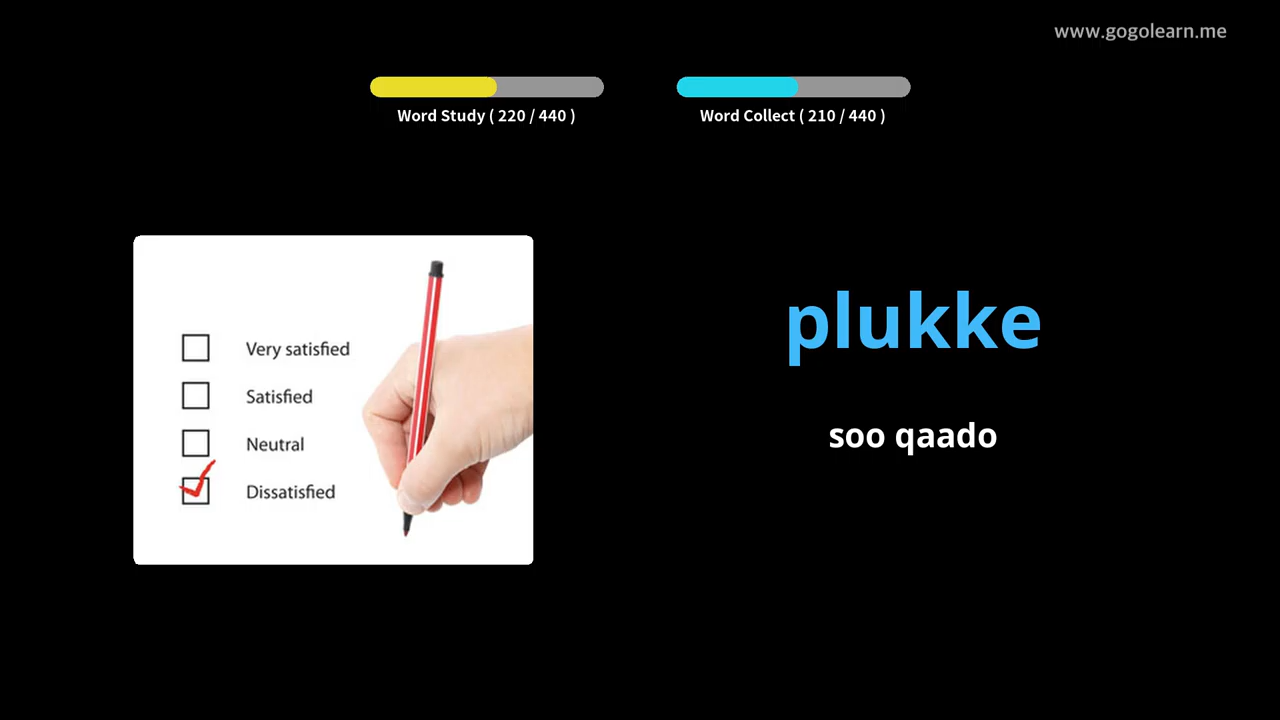 www.gogolearn.me
Word Study ( 220 / 440 )
Word Collect ( 210 / 440 )
Very satisfied
Satisfied
Neutral
Dissatisfied
plukke
soo qaado